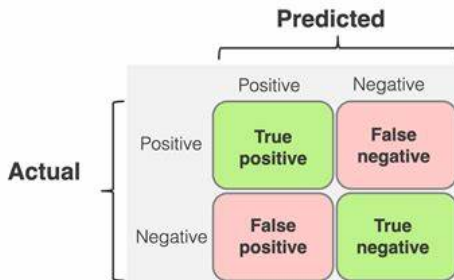 Predicted
Positive Negative
Actual
Positive
True positive
False negative
Negative
False positive
True negative